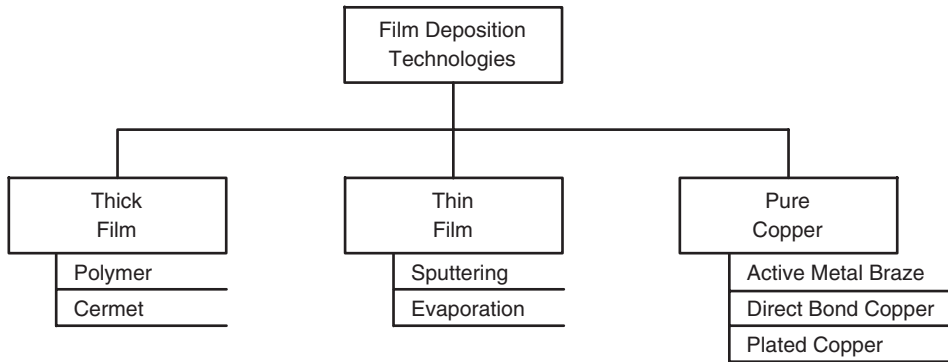 Film Deposition
Technologies
Thick
Film
Thin
Film
Pure
Copper
Polymer
Cermet
Sputtering
Evaporation
Active Metal Braze
Direct Bond Copper
Plated Copper